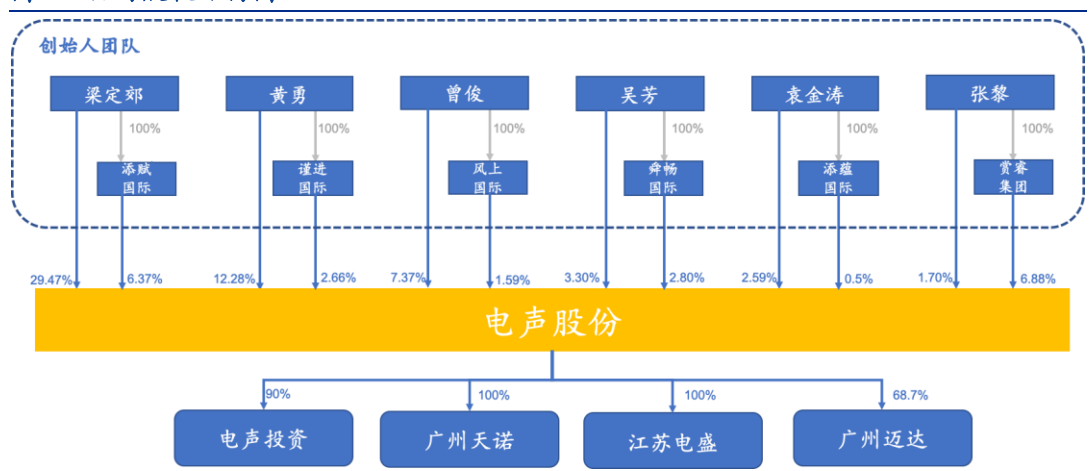 创始人团队
梁定郊
黄勇
曾俊
吴芳
袁金涛
张黎
100%
100%
100%
100%
100%
100%
添赋
国际
谨进
国际
风上
国际
舜畅
国际
添蕴
国际
赏睿
集团
29.47%
6.37%
12.28%
2.66%
7.37%
1.59%
3.30%
2.80%
2.59%
0.5%
1.70%
6.88%
电声股份
90%
100%
100%
68.7%
电声投资
广州天诺
江苏电盛
广州迈达